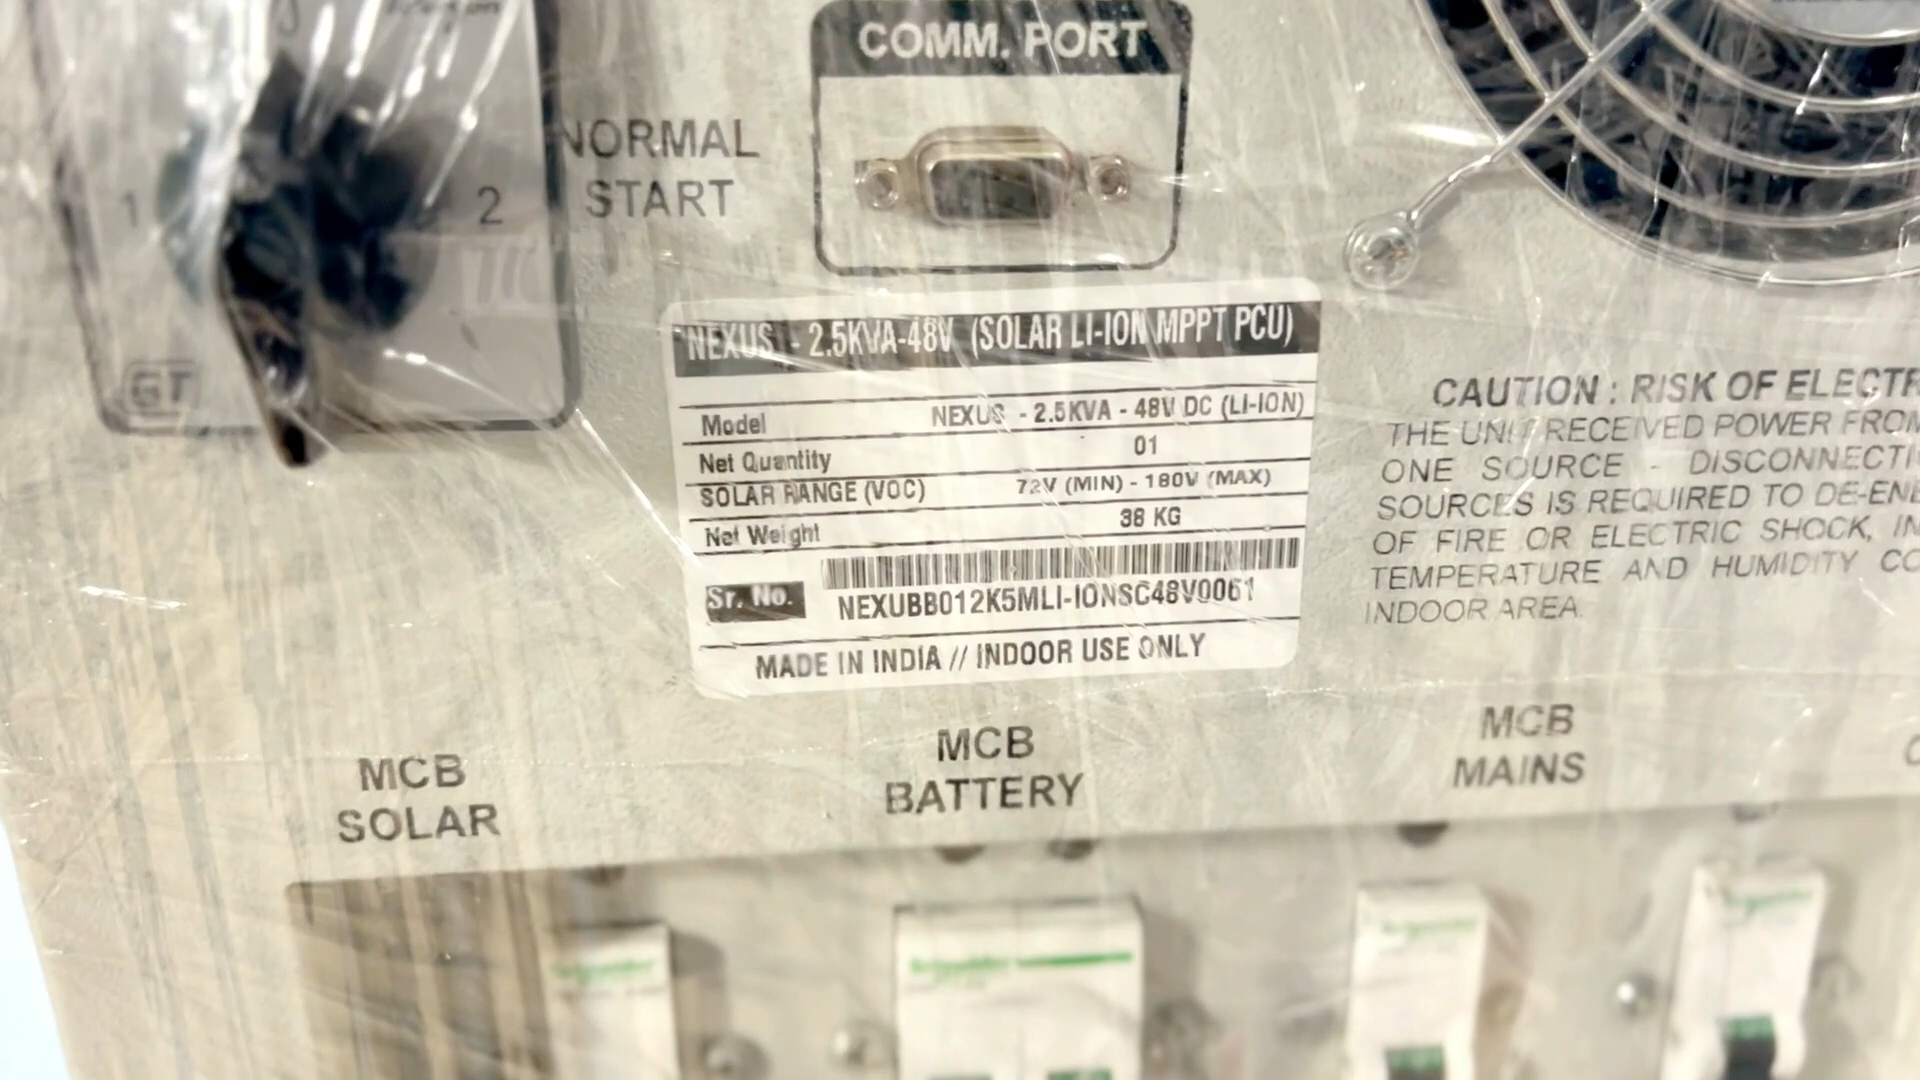 COMM. PORT
NORMAL
START
1
2
GT
NEXUS - 2.5KVA-48V (SOLAR LI-ION MPPT PCU)
Model NEXUS - 2.5KVA - 48V DC (LI-ION)
Net Quantity 01
SOLAR RANGE (VOC) 72V (MIN) - 180V (MAX)
Net Weight 38 KG
Sr. No. NEXUBB012K5MLI-IONSC48V0061
MADE IN INDIA // INDOOR USE ONLY
CAUTION : RISK OF ELECTR
THE UNIT RECEIVED POWER FROM
ONE SOURCE - DISCONNECTI
SOURCES IS REQUIRED TO DE-ENE
OF FIRE OR ELECTRIC SHOCK, IN
TEMPERATURE AND HUMIDITY CO
INDOOR AREA.
MCB
SOLAR
MCB
BATTERY
MCB
MAINS
Schneider
Schneider
Schneider
Schneider